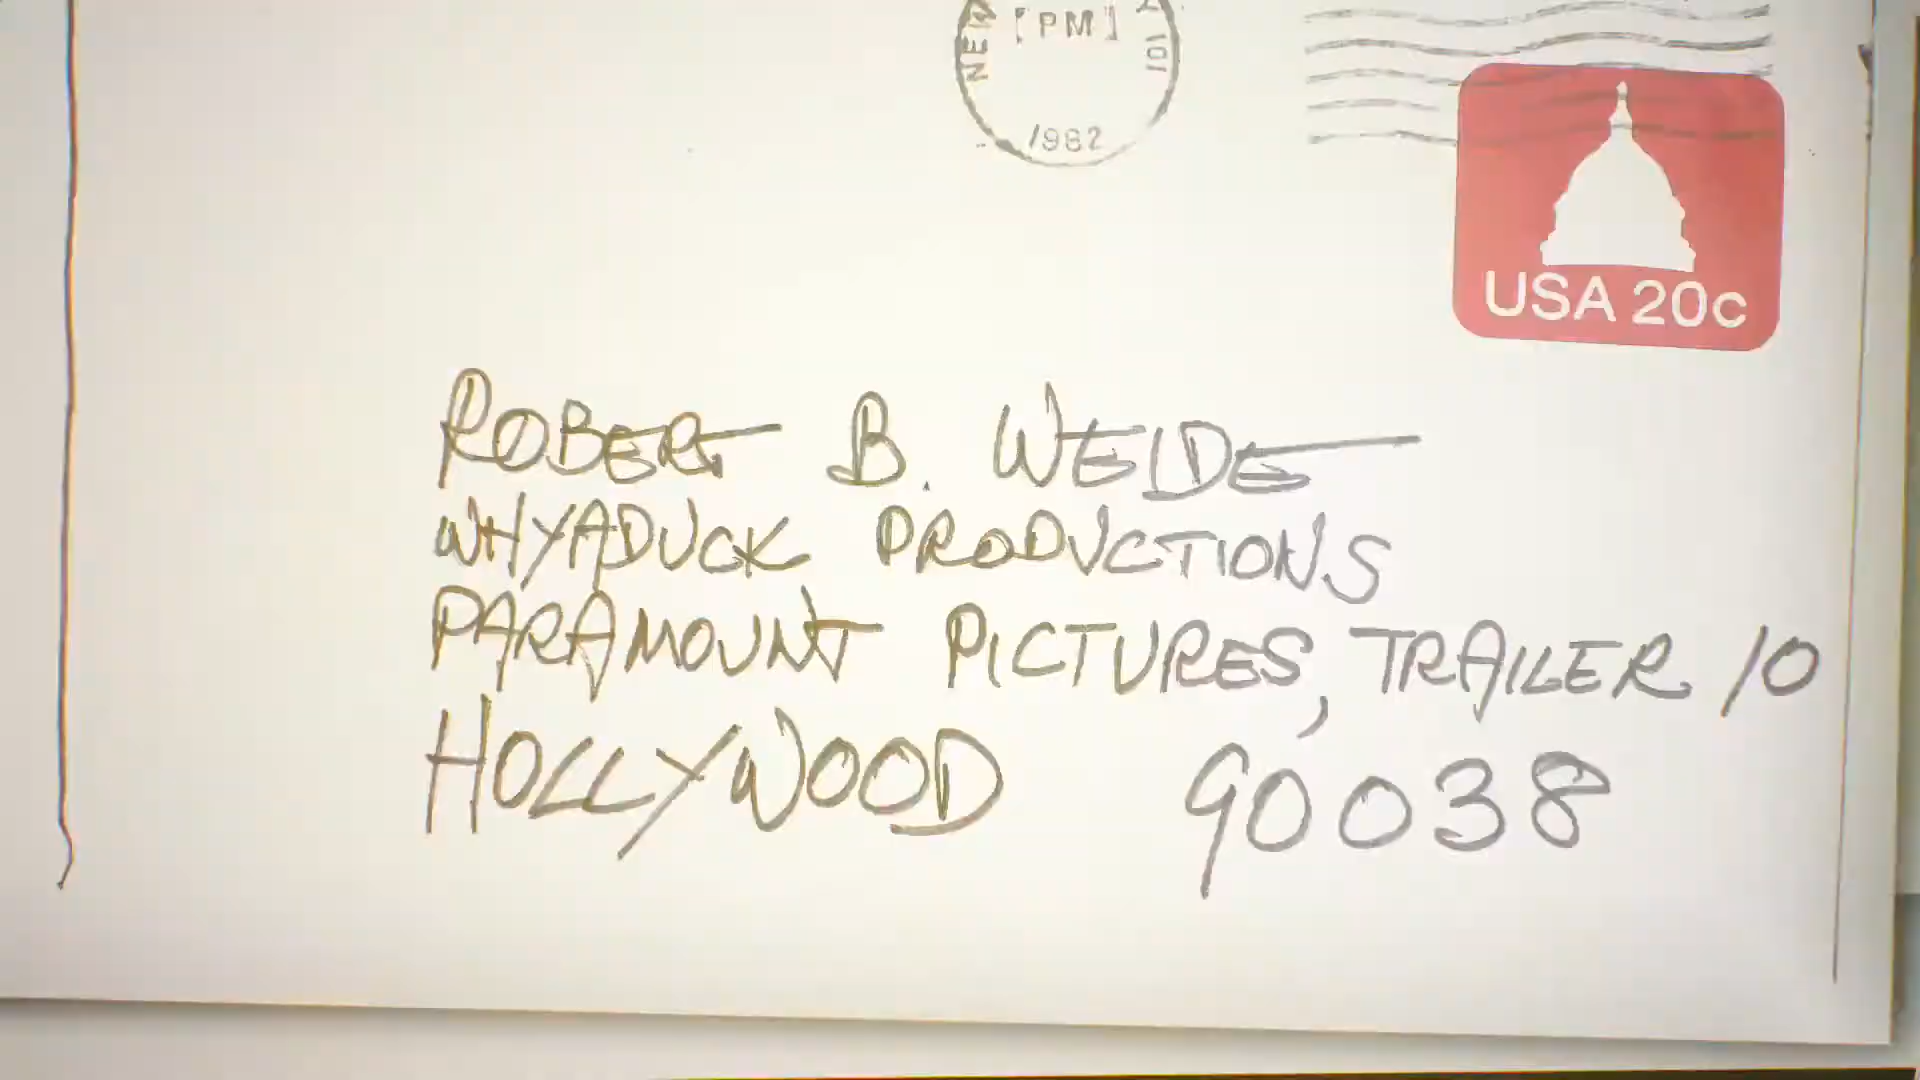 [PM]
1982
USA 20c
ROBERT B. WEIDE
WHYADUCK PRODUCTIONS
PARAMOUNT PICTURES, TRAILER 10
HOLLYWOOD 90038